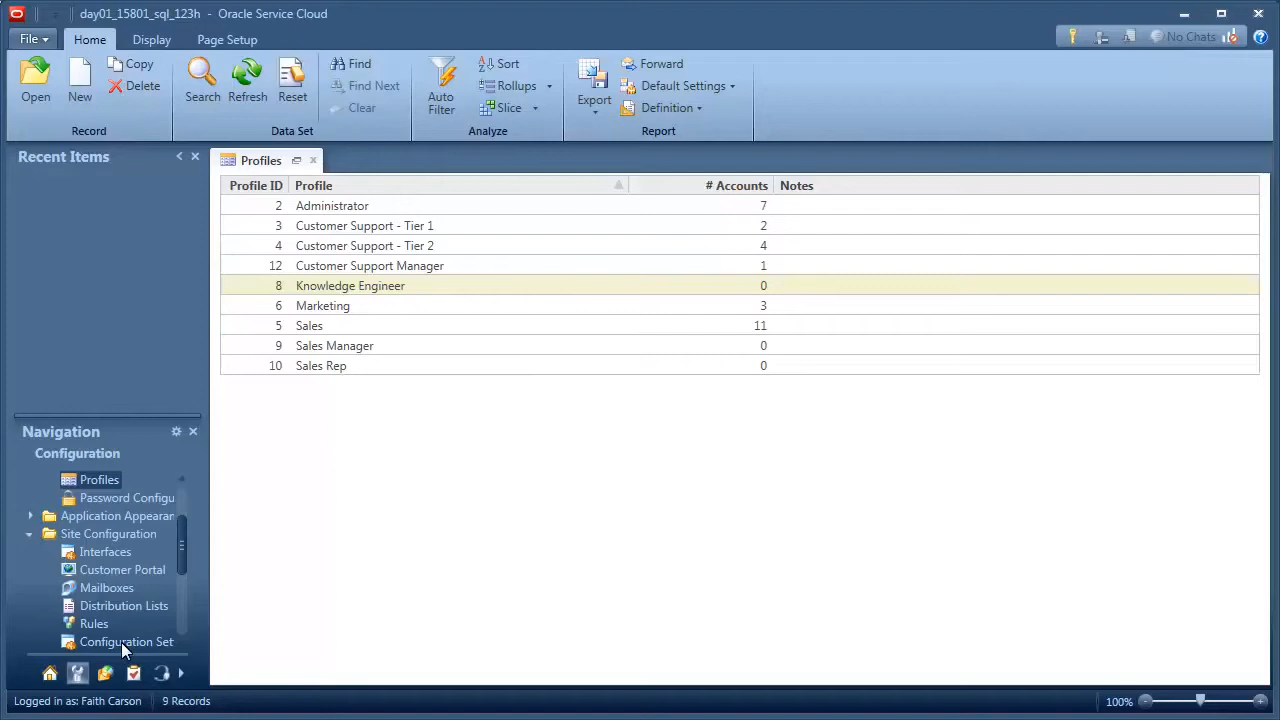 day01_15801_sql_123h - Oracle Service Cloud
File Home Display Page Setup No Chats
Open New Copy Delete Record
Search Refresh Reset Find Find Next Clear Data Set
Auto Filter Sort Rollups Slice Analyze
Export Forward Default Settings Definition Report
Recent Items
Profiles
Profile ID Profile # Accounts Notes
2 Administrator 7
3 Customer Support - Tier 1 2
4 Customer Support - Tier 2 4
12 Customer Support Manager 1
8 Knowledge Engineer 0
6 Marketing 3
5 Sales 11
9 Sales Manager 0
10 Sales Rep 0
Navigation
Configuration
Profiles
Password Configu
Application Appearan
Site Configuration
Interfaces
Customer Portal
Mailboxes
Distribution Lists
Rules
Configuration Set
Logged in as: Faith Carson 9 Records 100%